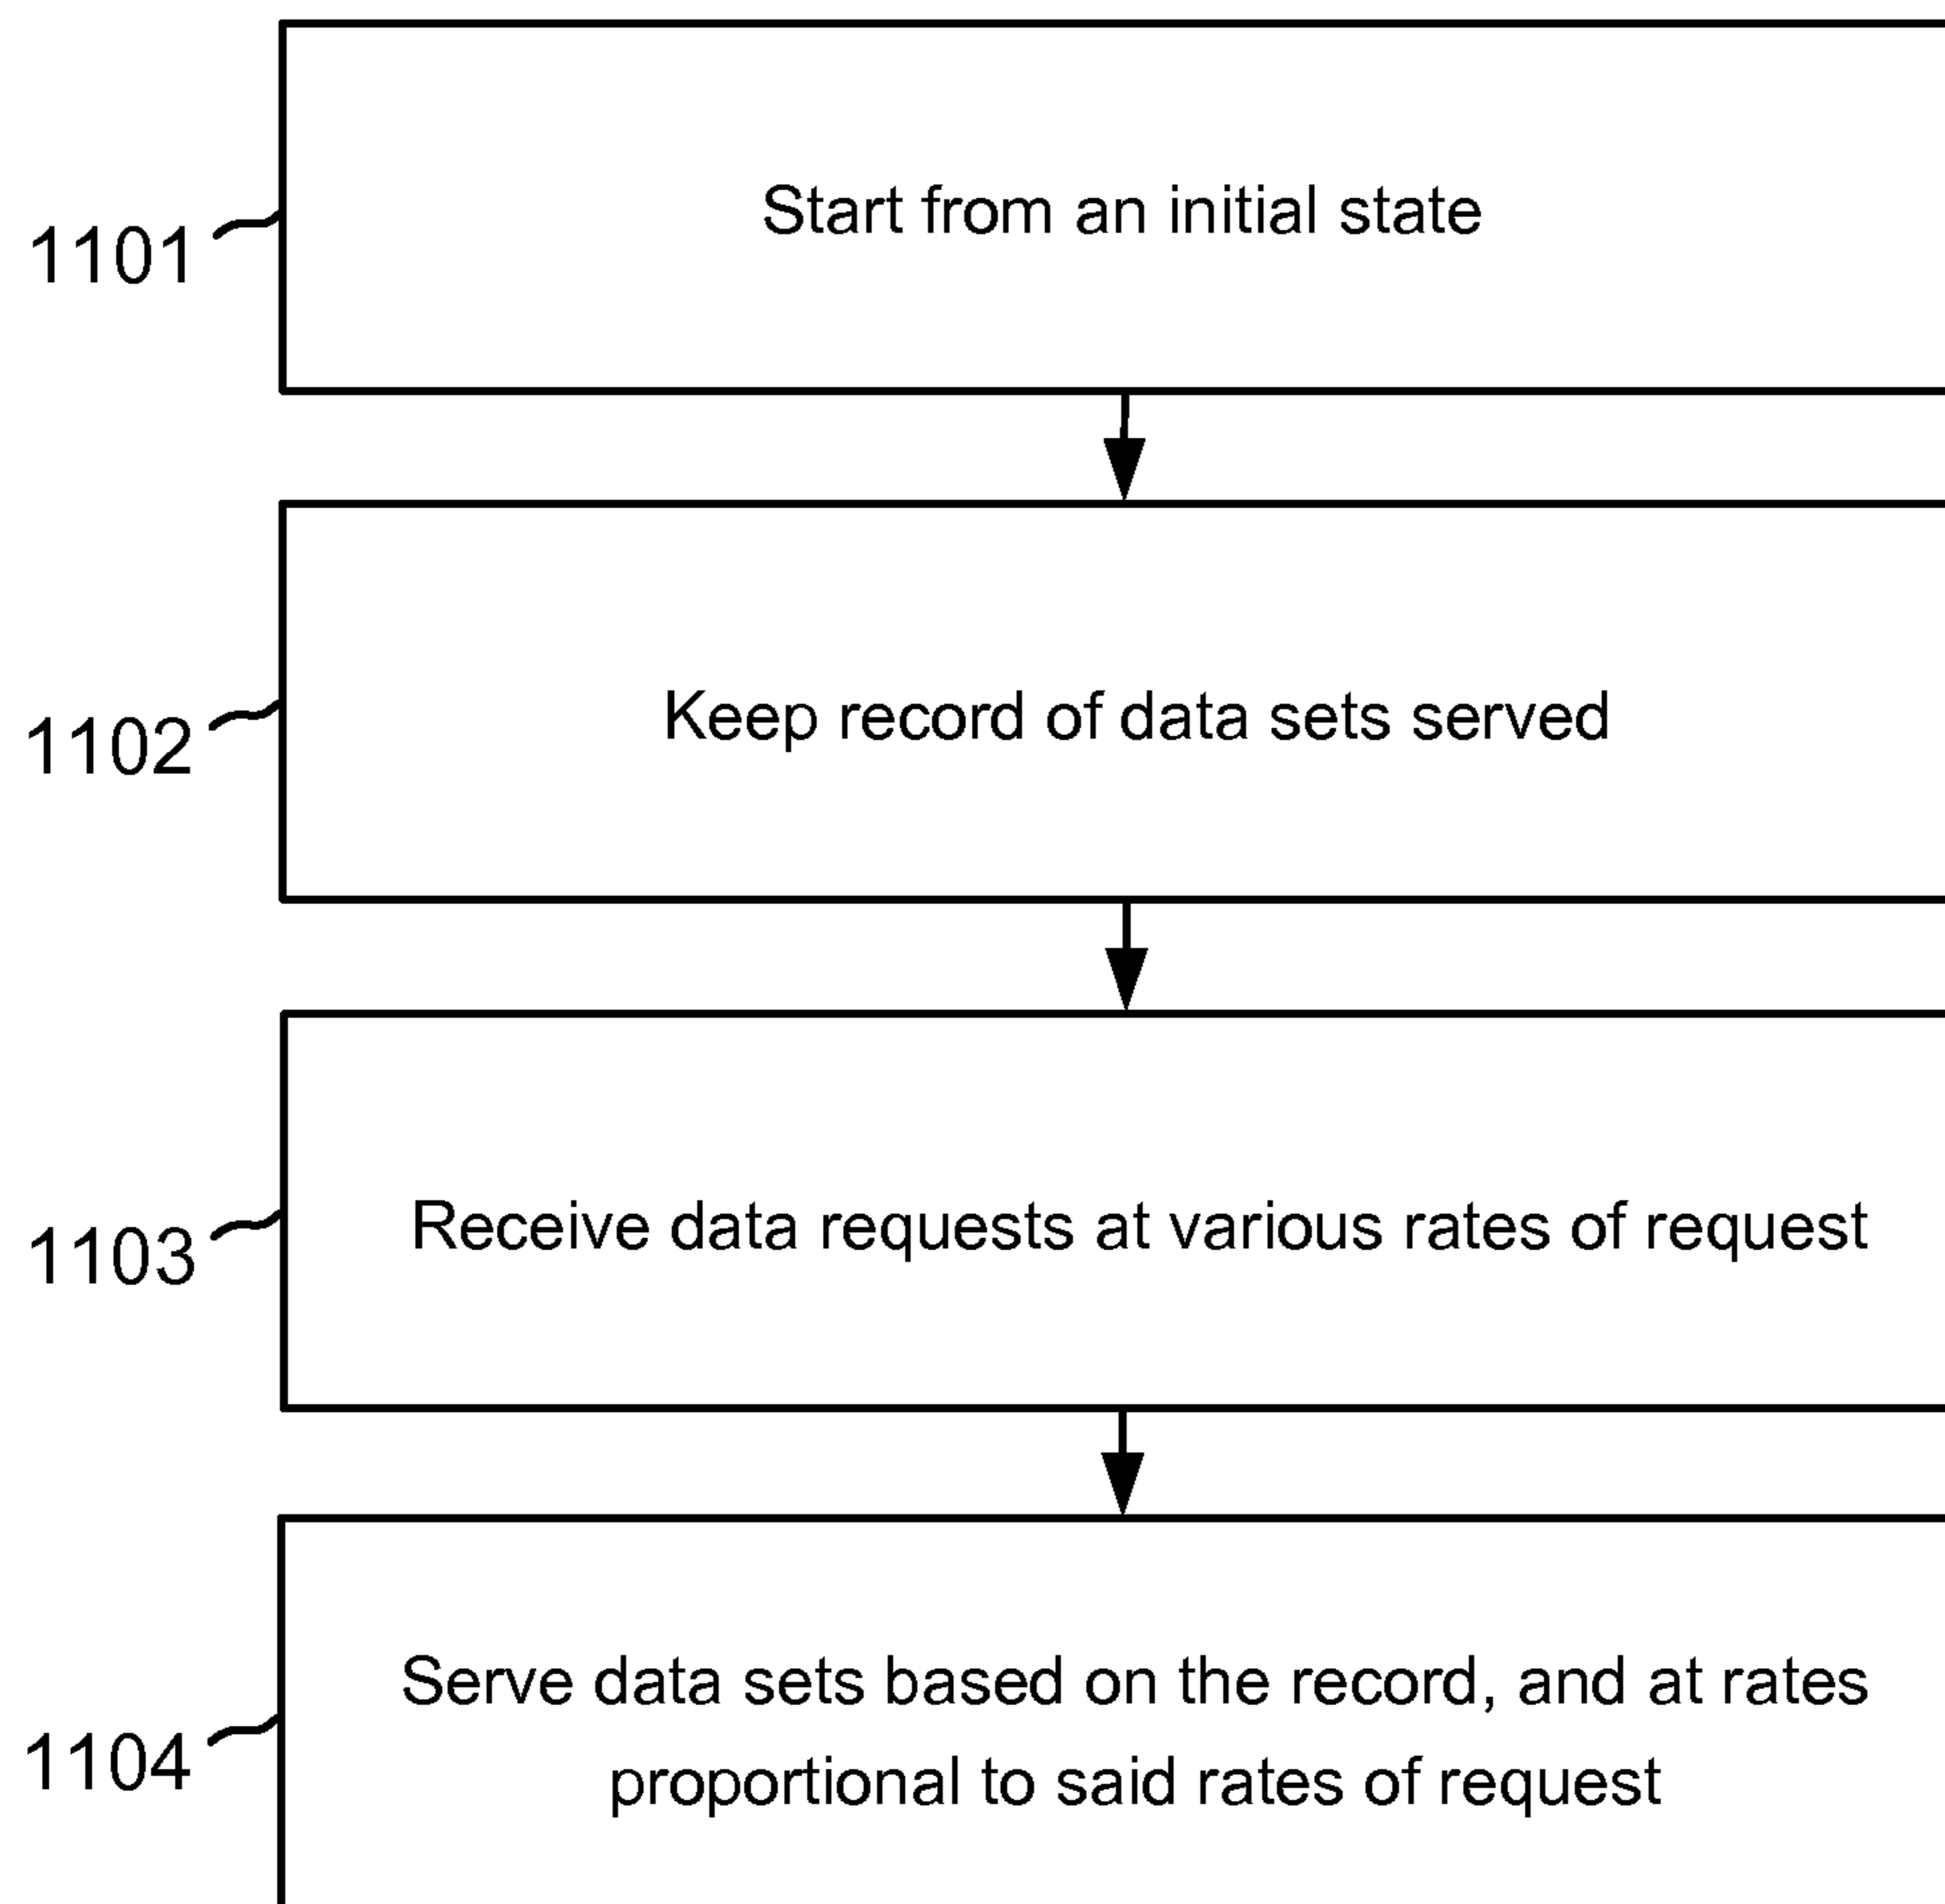 Start from an initial state
1101
Keep record of data sets served
1102
Receive data requests at various rates of request
1103
Serve data sets based on the record, and at rates
proportional to said rates of request
1104